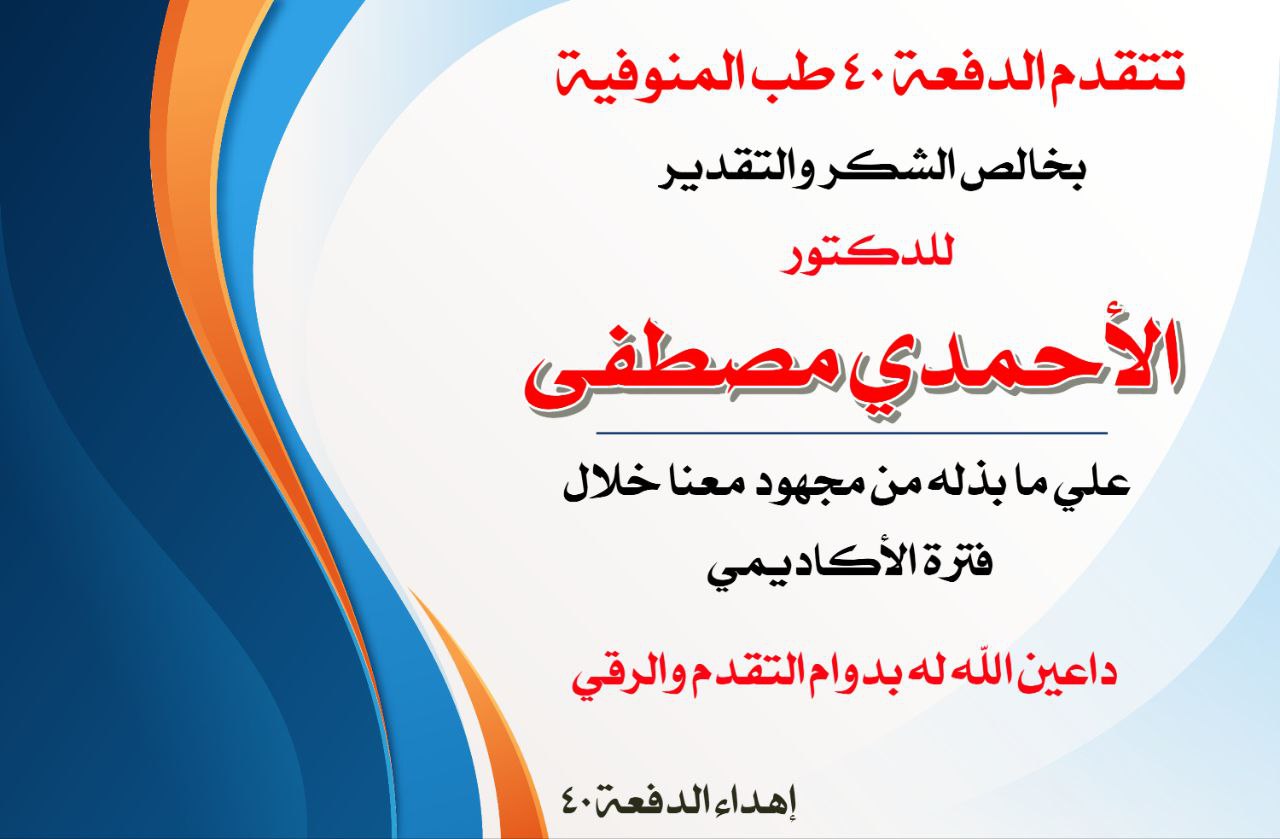 تتقدم الدفعة ٤٠ طب المنوفية
بخالص الشكر والتقدير
للدكتور
الأحمدي مصطفى
علي ما بذله من مجهود معنا خلال
فترة الأكاديمي
داعين الله له بدوام التقدم والرقي
إهداء الدفعة ٤٠